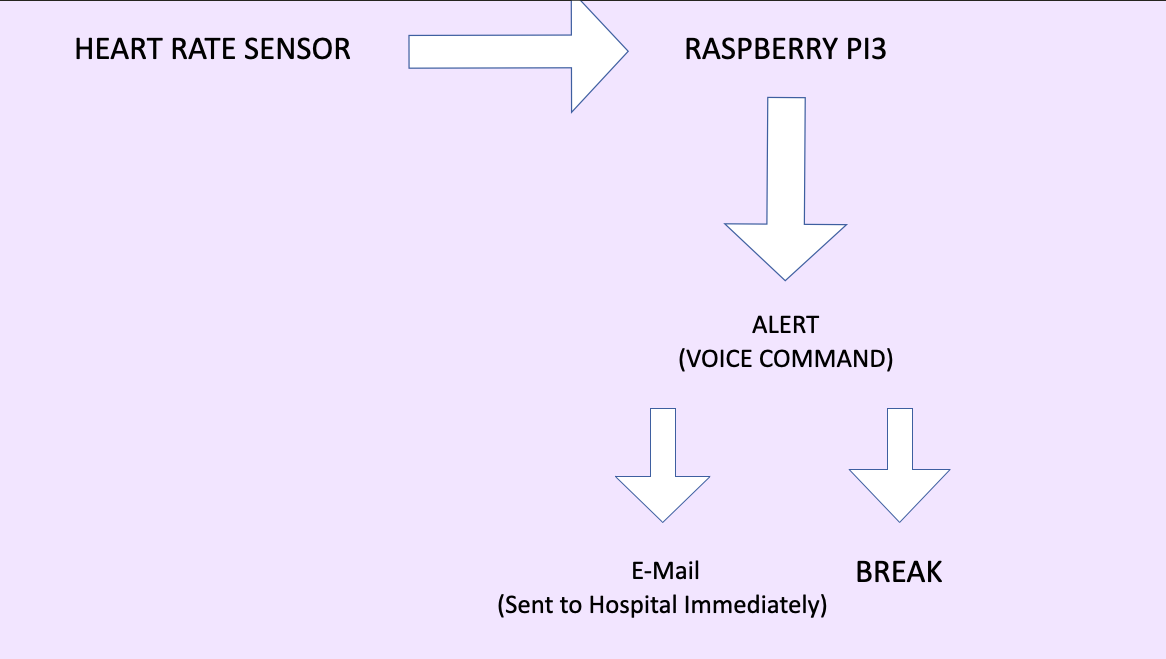 HEART RATE SENSOR
RASPBERRY PI3
ALERT
(VOICE COMMAND)
E-Mail
(Sent to Hospital Immediately)
BREAK